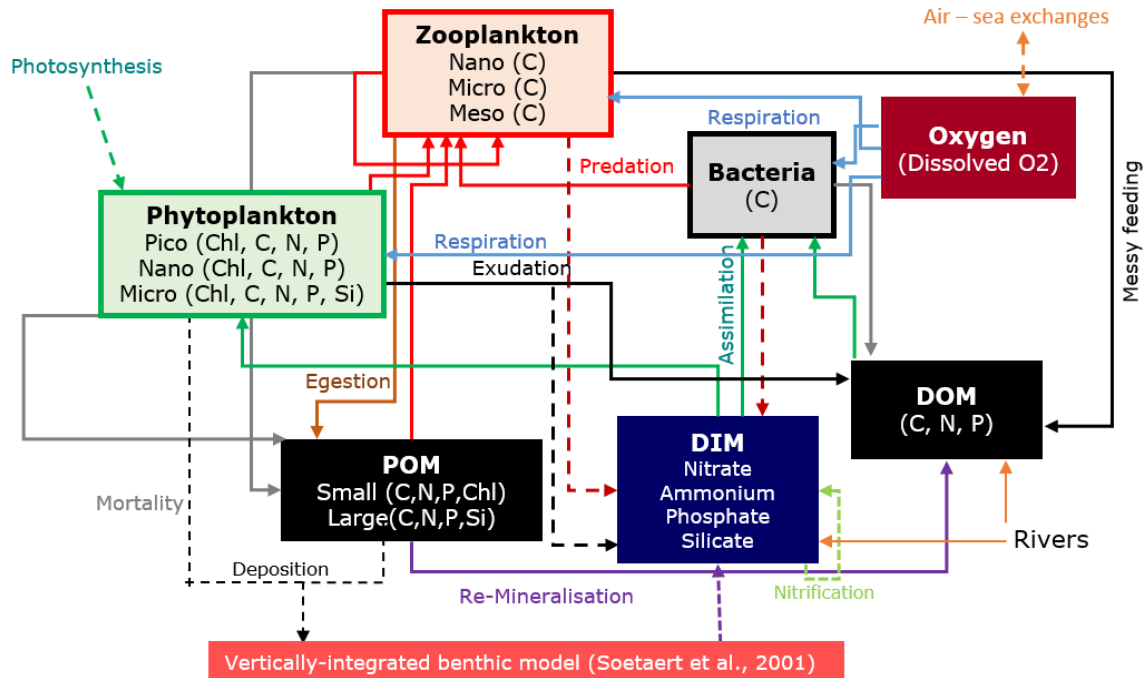 Air – sea exchanges
Zooplankton
Nano (C)
Micro (C)
Meso (C)
Photosynthesis
Respiration
Oxygen
(Dissolved O2)
Predation
Bacteria
(C)
Messy feeding
Phytoplankton
Pico (Chl, C, N, P)
Nano (Chl, C, N, P)
Micro (Chl, C, N, P, Si)
Respiration
Exudation
Assimilation
Egestion
DOM
(C, N, P)
POM
Small (C,N,P,Chl)
Large(C,N,P,Si)
DIM
Nitrate
Ammonium
Phosphate
Silicate
Mortality
Rivers
Deposition
Re-Mineralisation
Nitrification
Vertically-integrated benthic model (Soetaert et al., 2001)